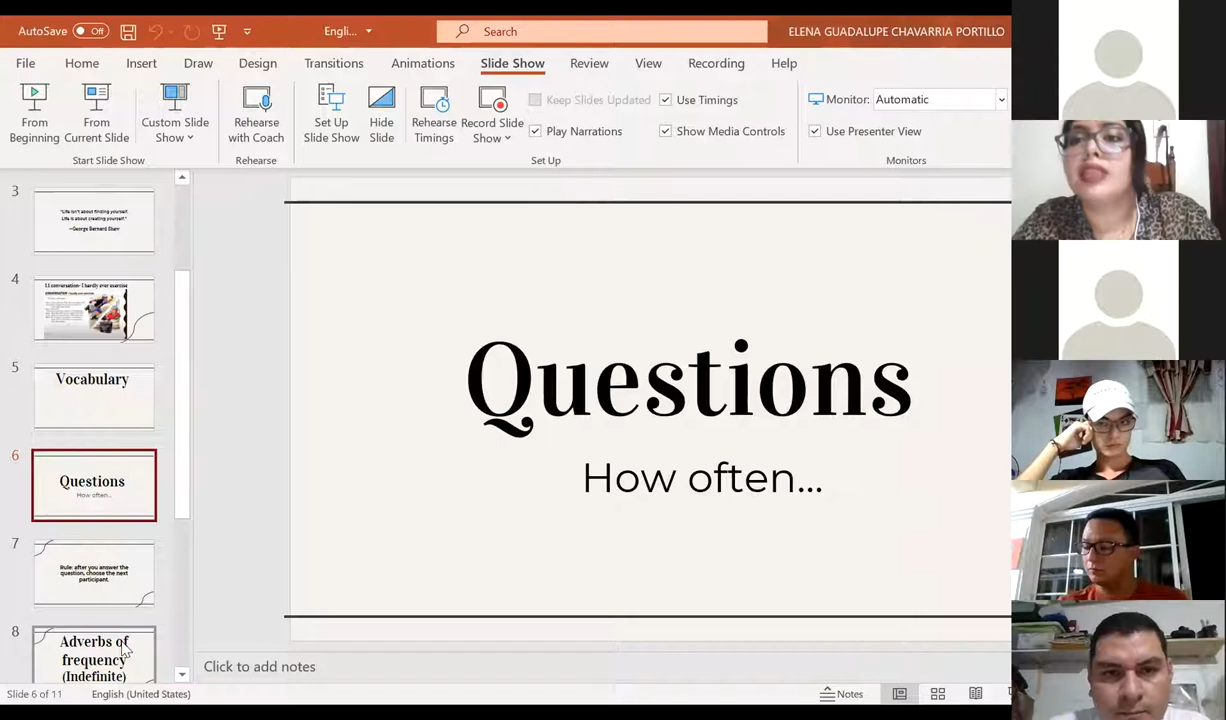 AutoSave Off Engli... Search ELENA GUADALUPE CHAVARRIA PORTILLO
File Home Insert Draw Design Transitions Animations Slide Show Review View Recording Help
From Beginning
From Current Slide
Custom Slide Show
Rehearse with Coach
Set Up Slide Show
Hide Slide
Rehearse Timings
Record Slide Show
Keep Slides Updated
Use Timings
Play Narrations
Show Media Controls
Monitor: Automatic
Use Presenter View
Start Slide Show Rehearse Set Up Monitors
3
"Life isn't about finding yourself.
Life is about creating yourself."
–George Bernard Shaw
4
1.1 conversation- I hardly ever exercise
5
Vocabulary
6
Questions
How often...
7
Rule: after you answer the
question, choose the next
participant.
8
Adverbs of
frequency
(Indefinite)
Questions
How often...
Click to add notes
Slide 6 of 11 English (United States) Notes